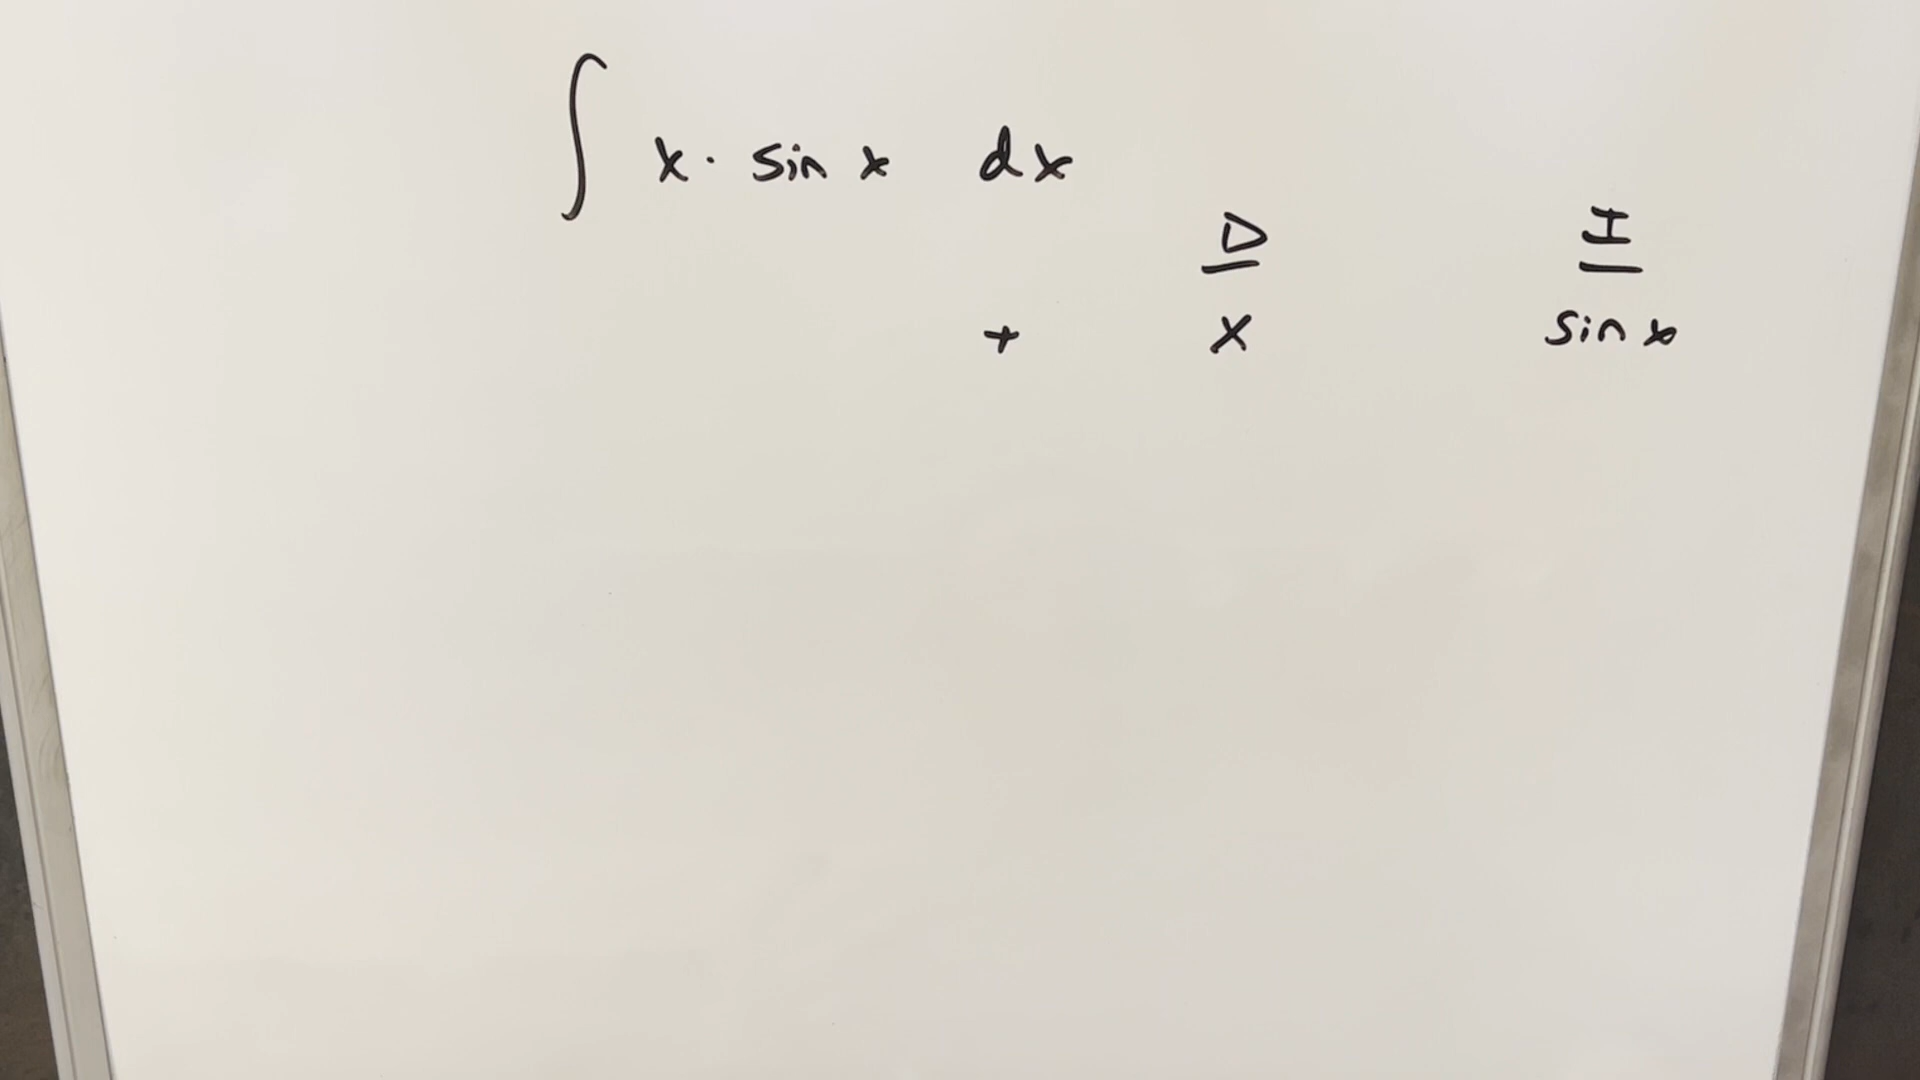 ∫ x · sin x dx
D I
+ x sin x